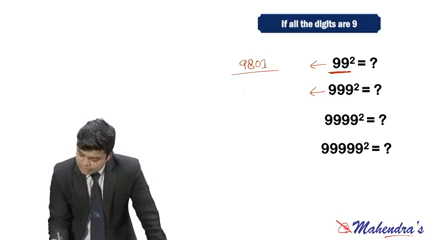 If all the digits are 9
9801 ← 99² = ?
← 999² = ?
9999² = ?
99999² = ?
Mahendra's